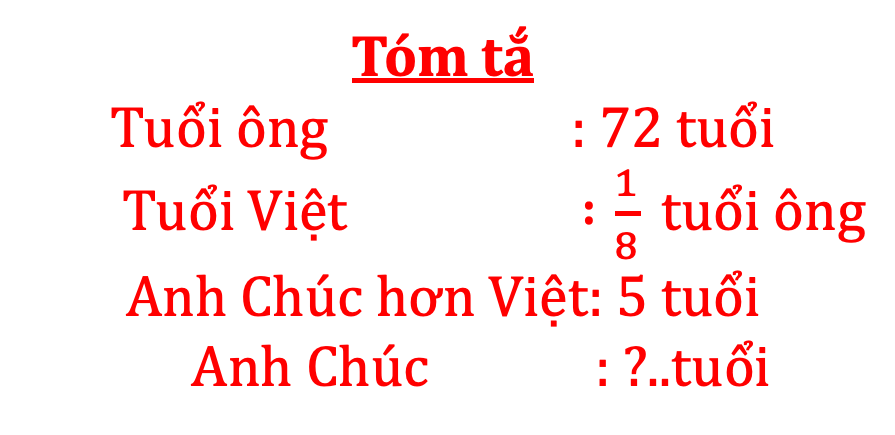 Tóm tắ
Tuổi ông : 72 tuổi
Tuổi Việt : 1/8 tuổi ông
Anh Chúc hơn Việt: 5 tuổi
Anh Chúc : ?..tuổi